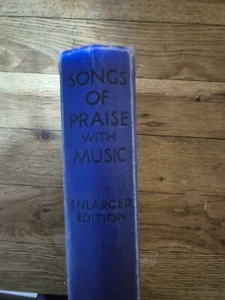 SONGS
OF
PRAISE
WITH
MUSIC
ENLARGED
EDITION